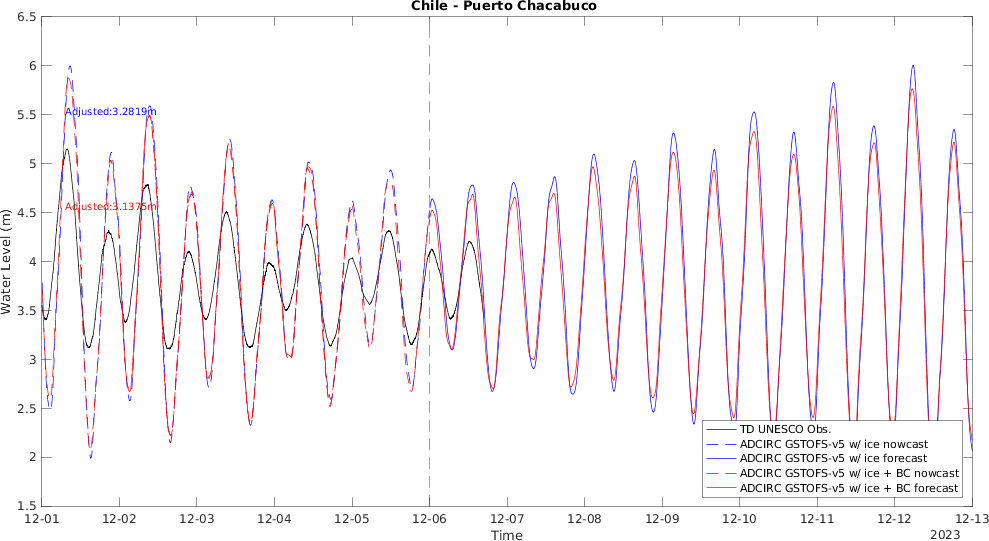 Chile - Puerto Chacabuco
6.5
6
5.5
5
4.5
4
3.5
3
2.5
2
1.5
Water Level (m)
Adjusted:3.2819m
Adjusted:3.1375m
TD UNESCO Obs.
ADCIRC GSTOFS-v5 w/ ice nowcast
ADCIRC GSTOFS-v5 w/ ice forecast
ADCIRC GSTOFS-v5 w/ ice + BC nowcast
ADCIRC GSTOFS-v5 w/ ice + BC forecast
12-01 12-02 12-03 12-04 12-05 12-06 12-07 12-08 12-09 12-10 12-11 12-12 12-13
Time
2023